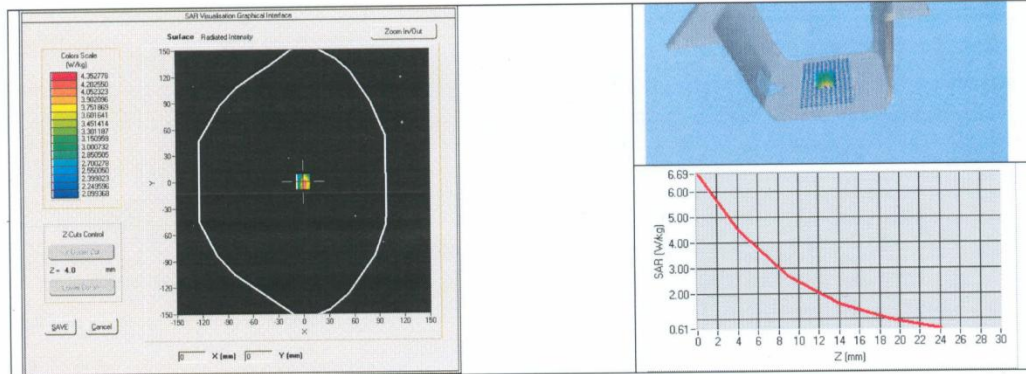 SAR Visualisation Graphical Interface
Surface Radiated Intensity
Zoom In/Out
Colors Scale
(W/kg)
4.352776
4.202550
4.052323
3.902096
3.751869
3.601641
3.451414
3.301187
3.150959
3.000732
2.850505
2.700278
2.550050
2.399823
2.249596
2.099368
150
120
90
60
30
0
-30
-60
-90
-120
-150
Y
-150 -120 -90 -60 -30 0 30 60 90 120 150
X
Z-Cuts Control
Z = 4.0 mm
SAVE Cancel
0 X (mm) 0 Y (mm)
6.69
6.00
5.00
4.00
3.00
2.00
0.61
SAR (W/kg)
0 2 4 6 8 10 12 14 16 18 20 22 24 26 28 30
Z (mm)